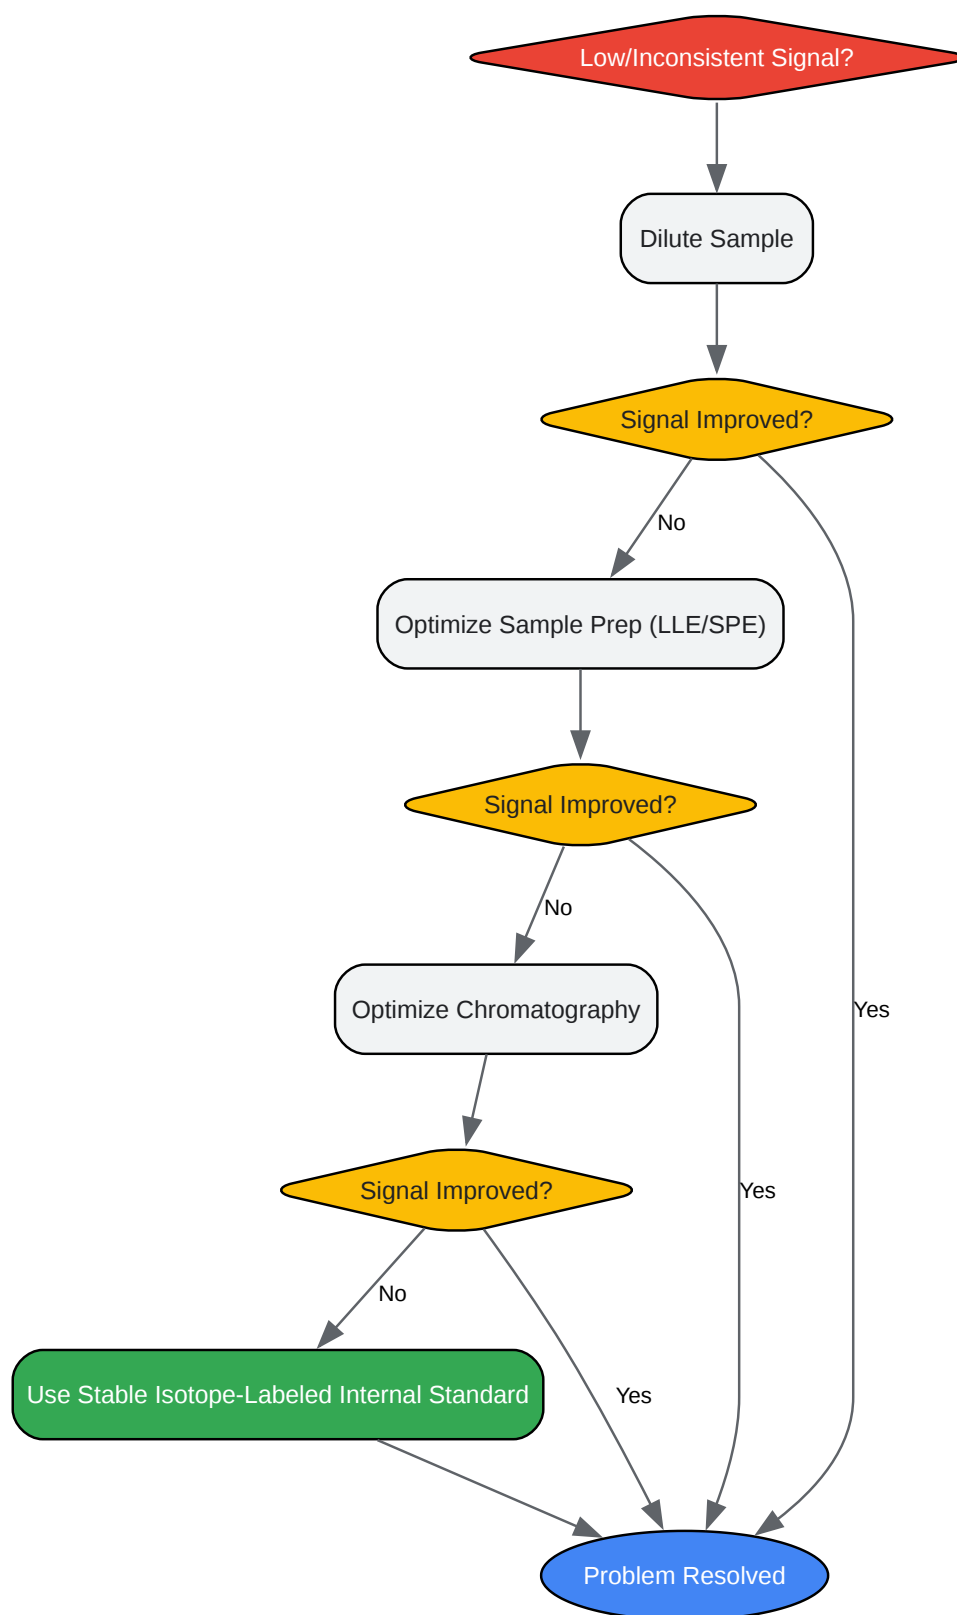 Low/Inconsistent Signal?
Dilute Sample
Signal Improved?
No
Optimize Sample Prep (LLE/SPE)
Signal Improved?
No
Optimize Chromatography
Yes
Signal Improved?
Yes
No
Use Stable Isotope-Labeled Internal Standard
Yes
Problem Resolved